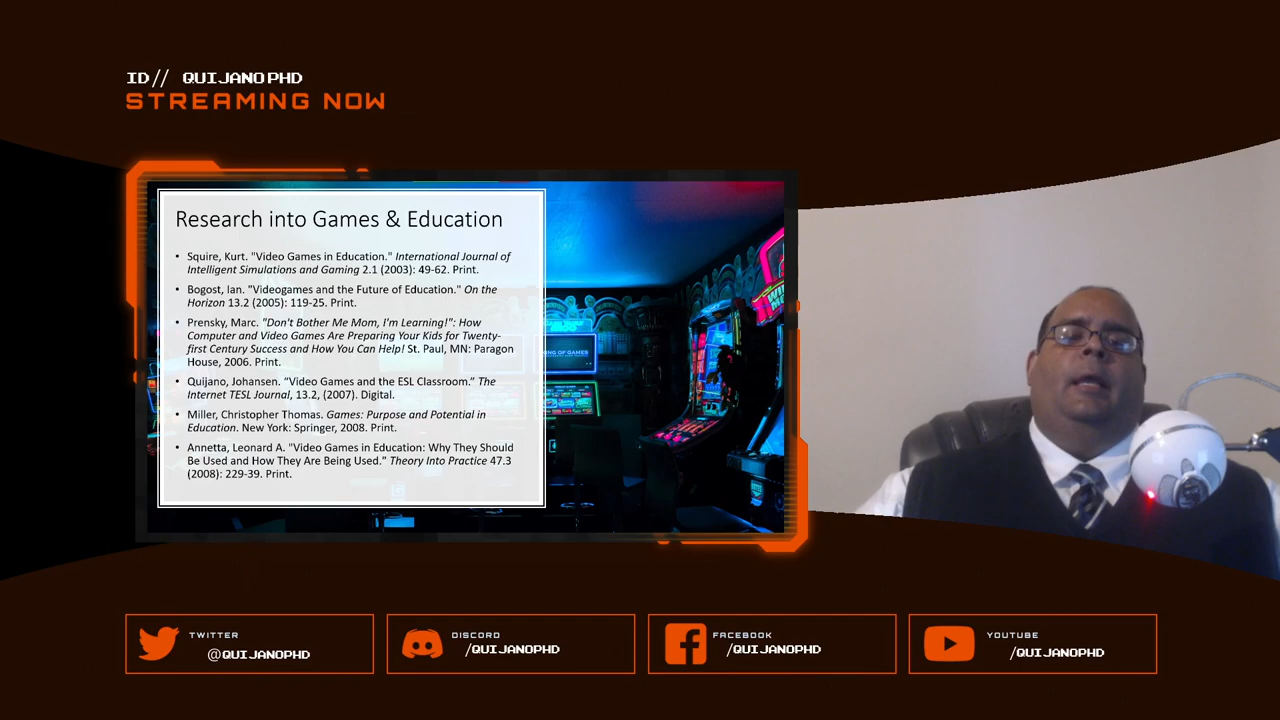 ID// QUIJANOPHD
STREAMING NOW
Research into Games & Education
• Squire, Kurt. "Video Games in Education." International Journal of
Intelligent Simulations and Gaming 2.1 (2003): 49-62. Print.
• Bogost, Ian. "Videogames and the Future of Education." On the
Horizon 13.2 (2005): 119-25. Print.
• Prensky, Marc. "Don't Bother Me Mom, I'm Learning!": How
Computer and Video Games Are Preparing Your Kids for Twenty-
first Century Success and How You Can Help! St. Paul, MN: Paragon
House, 2006. Print.
• Quijano, Johansen. “Video Games and the ESL Classroom.” The
Internet TESL Journal, 13.2, (2007). Digital.
• Miller, Christopher Thomas. Games: Purpose and Potential in
Education. New York: Springer, 2008. Print.
• Annetta, Leonard A. "Video Games in Education: Why They Should
Be Used and How They Are Being Used." Theory Into Practice 47.3
(2008): 229-39. Print.
OF GAMES
TWITTER
@QUIJANOPHD
DISCORD
/QUIJANOPHD
FACEBOOK
/QUIJANOPHD
YOUTUBE
/QUIJANOPHD